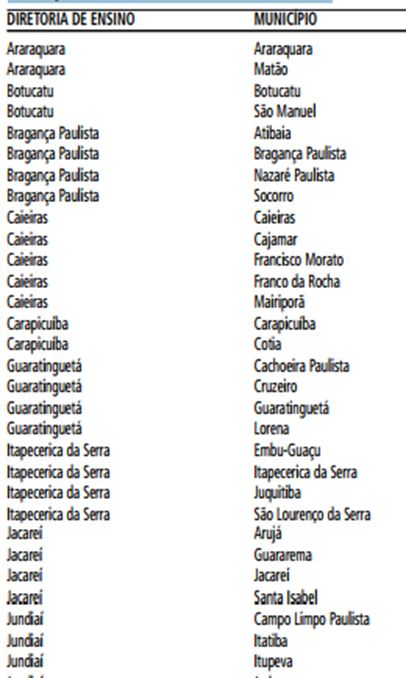 DIRETORIA DE ENSINO MUNICÍPIO
Araraquara Araraquara
Araraquara Matão
Botucatu Botucatu
Botucatu São Manuel
Bragança Paulista Atibaia
Bragança Paulista Bragança Paulista
Bragança Paulista Nazaré Paulista
Bragança Paulista Socorro
Caieiras Caieiras
Caieiras Cajamar
Caieiras Francisco Morato
Caieiras Franco da Rocha
Caieiras Mairiporã
Carapicuíba Carapicuíba
Carapicuíba Cotia
Guaratinguetá Cachoeira Paulista
Guaratinguetá Cruzeiro
Guaratinguetá Guaratinguetá
Guaratinguetá Lorena
Itapecerica da Serra Embu-Guaçu
Itapecerica da Serra Itapecerica da Serra
Itapecerica da Serra Juquitiba
Itapecerica da Serra São Lourenço da Serra
Jacareí Arujá
Jacareí Guararema
Jacareí Jacareí
Jacareí Santa Isabel
Jundiaí Campo Limpo Paulista
Jundiaí Itatiba
Jundiaí Itupeva